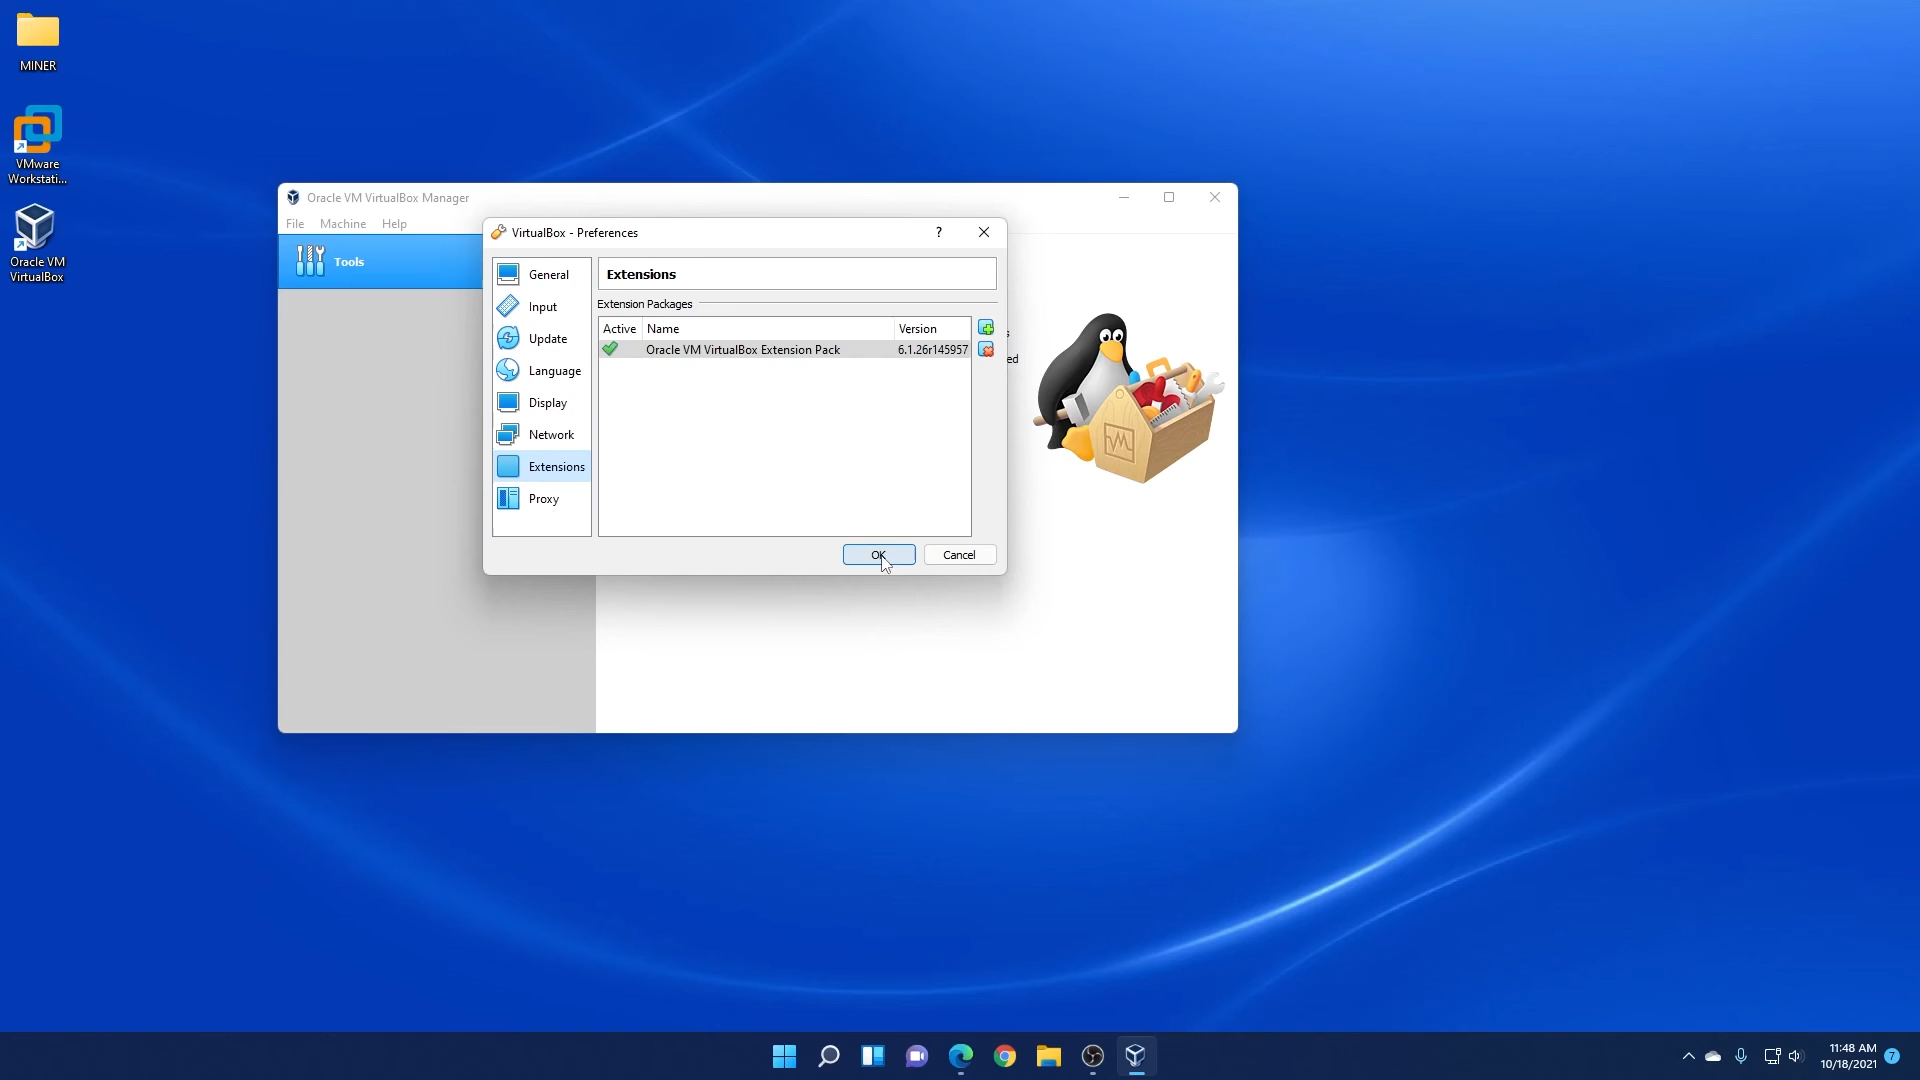 MINER
VMware
Workstati...
Oracle VM
VirtualBox
Oracle VM VirtualBox Manager
File Machine Help
Tools
VirtualBox - Preferences
?
General
Input
Update
Language
Display
Network
Extensions
Proxy
Extensions
Extension Packages
Active Name Version
Oracle VM VirtualBox Extension Pack 6.1.26r145957
s
ed
OK Cancel
11:48 AM
10/18/2021
7